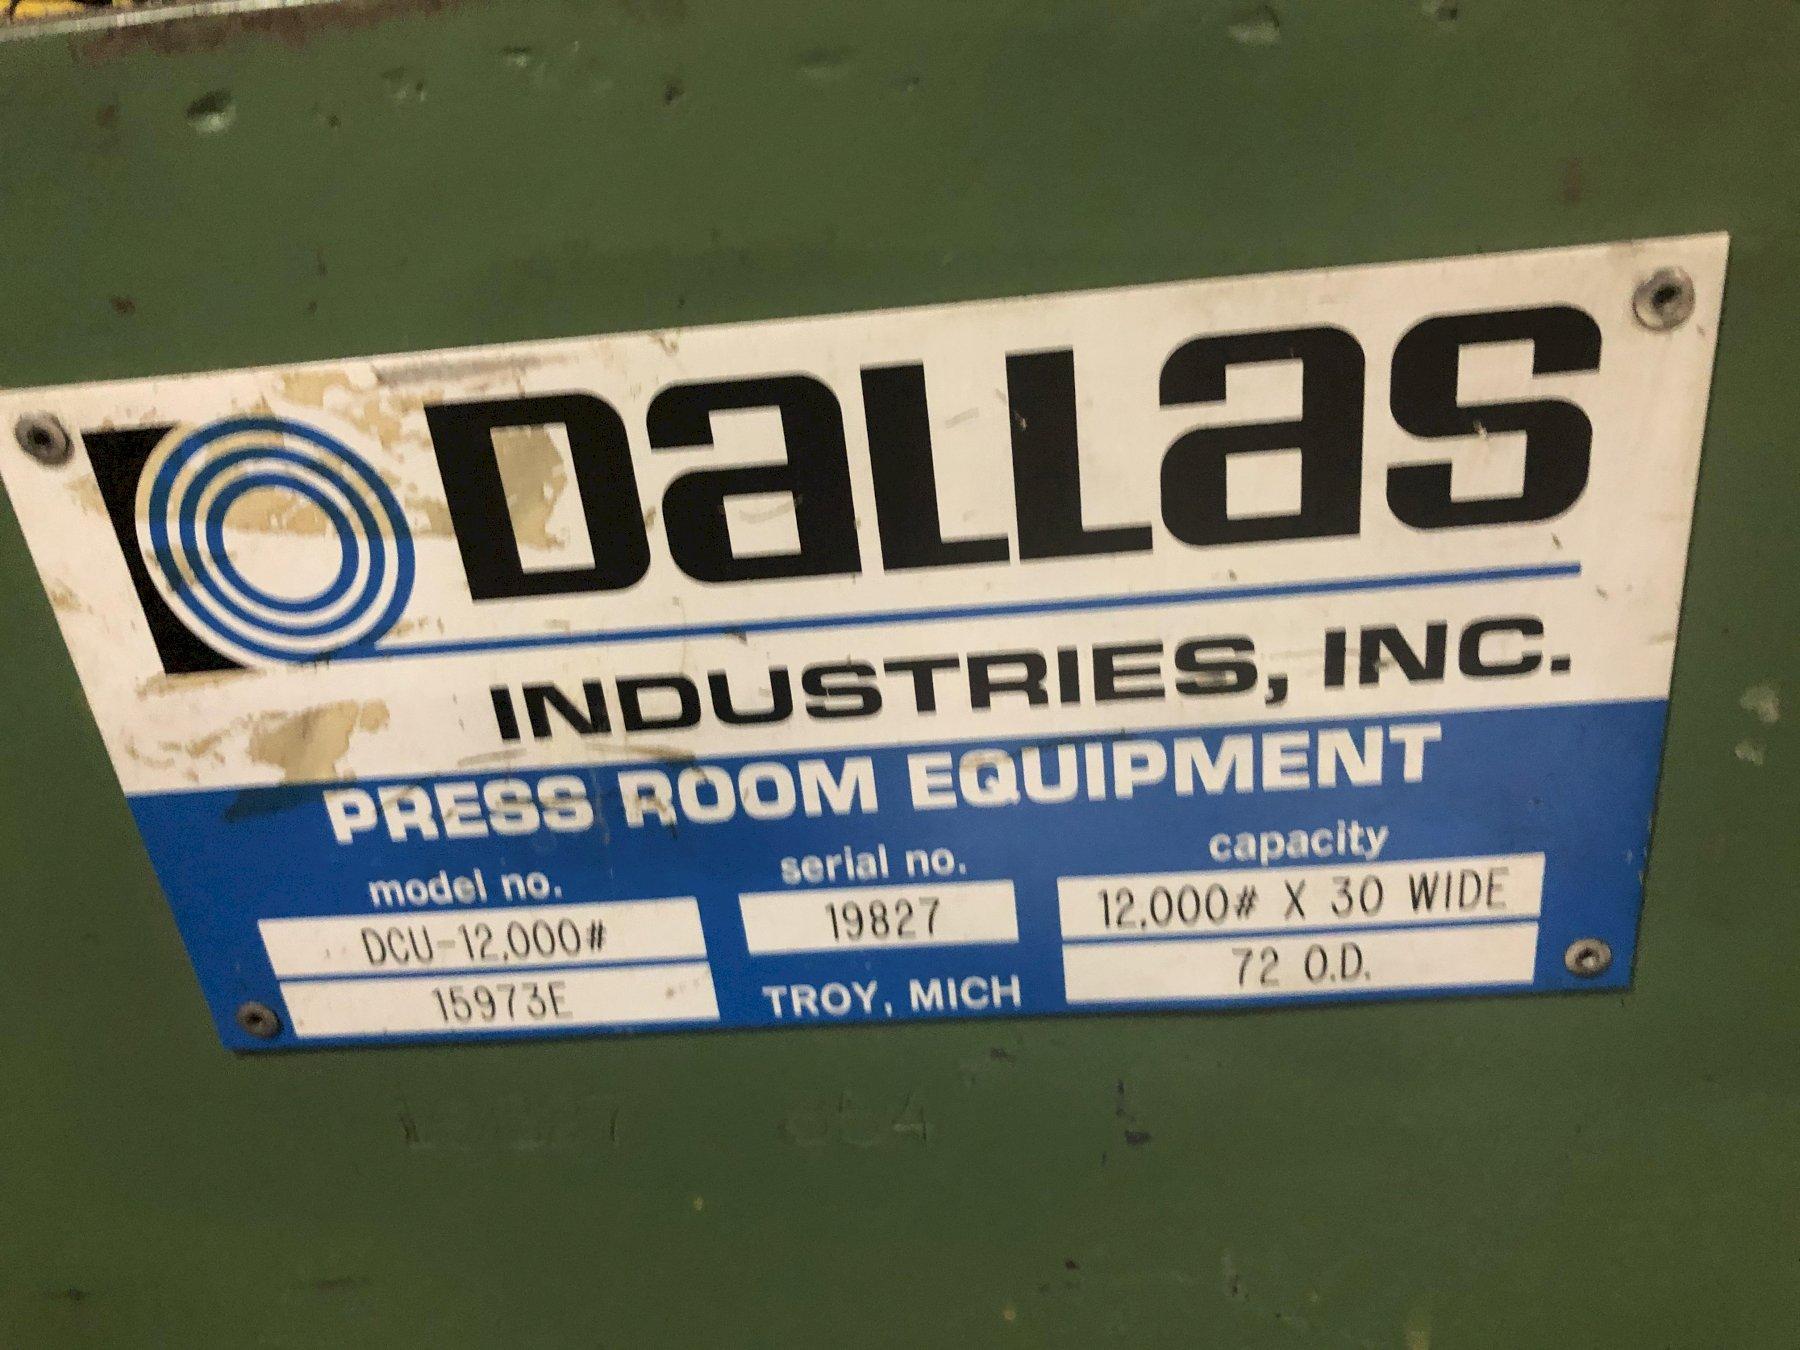 Dallas
INDUSTRIES, INC.
PRESS ROOM EQUIPMENT
model no. serial no. capacity
DCU-12,000# 19827 12,000# X 30 WIDE
15973E TROY, MICH 72 O.D.